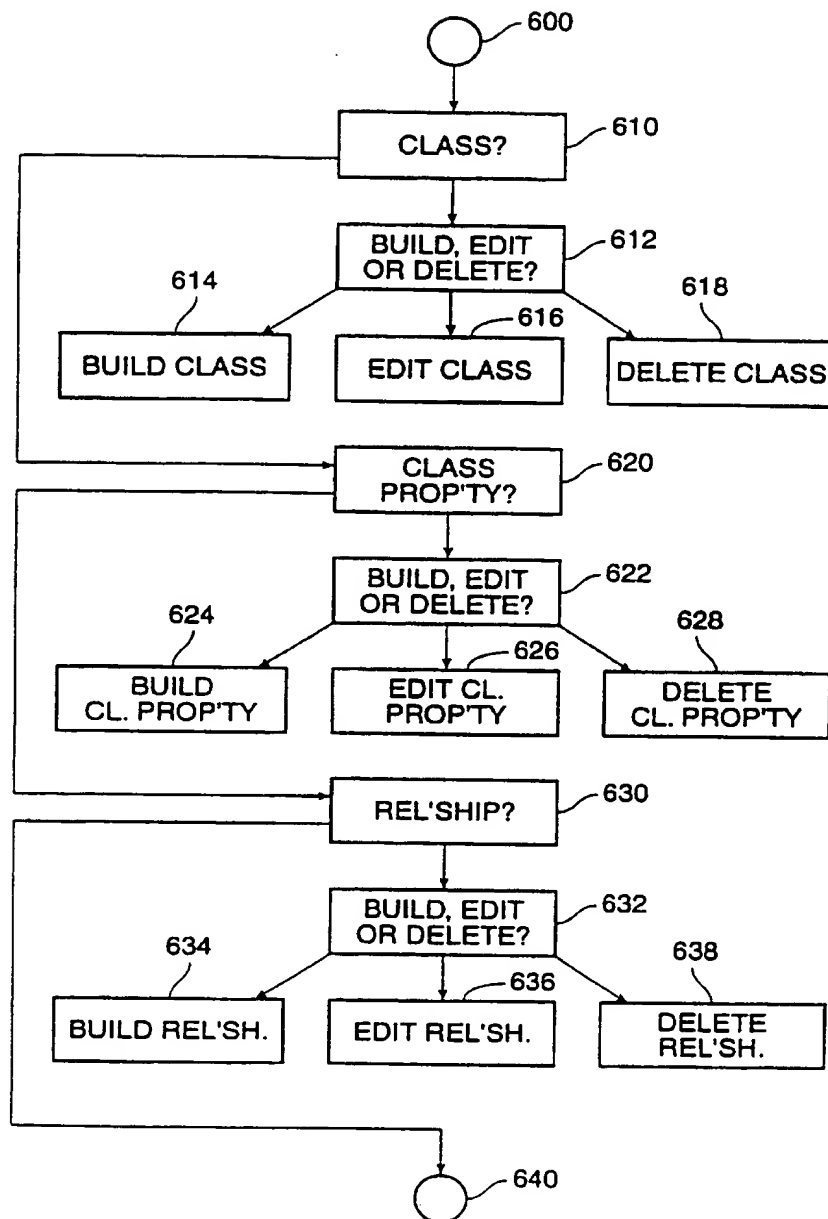 600
CLASS?
610
BUILD, EDIT
OR DELETE?
612
614
616
618
BUILD CLASS
EDIT CLASS
DELETE CLASS
CLASS
PROP'TY?
620
BUILD, EDIT
OR DELETE?
622
624
626
628
BUILD
CL. PROP'TY
EDIT CL.
PROP'TY
DELETE
CL. PROP'TY
REL'SHIP?
630
BUILD, EDIT
OR DELETE?
632
634
636
638
BUILD REL'SH.
EDIT REL'SH.
DELETE
REL'SH.
640